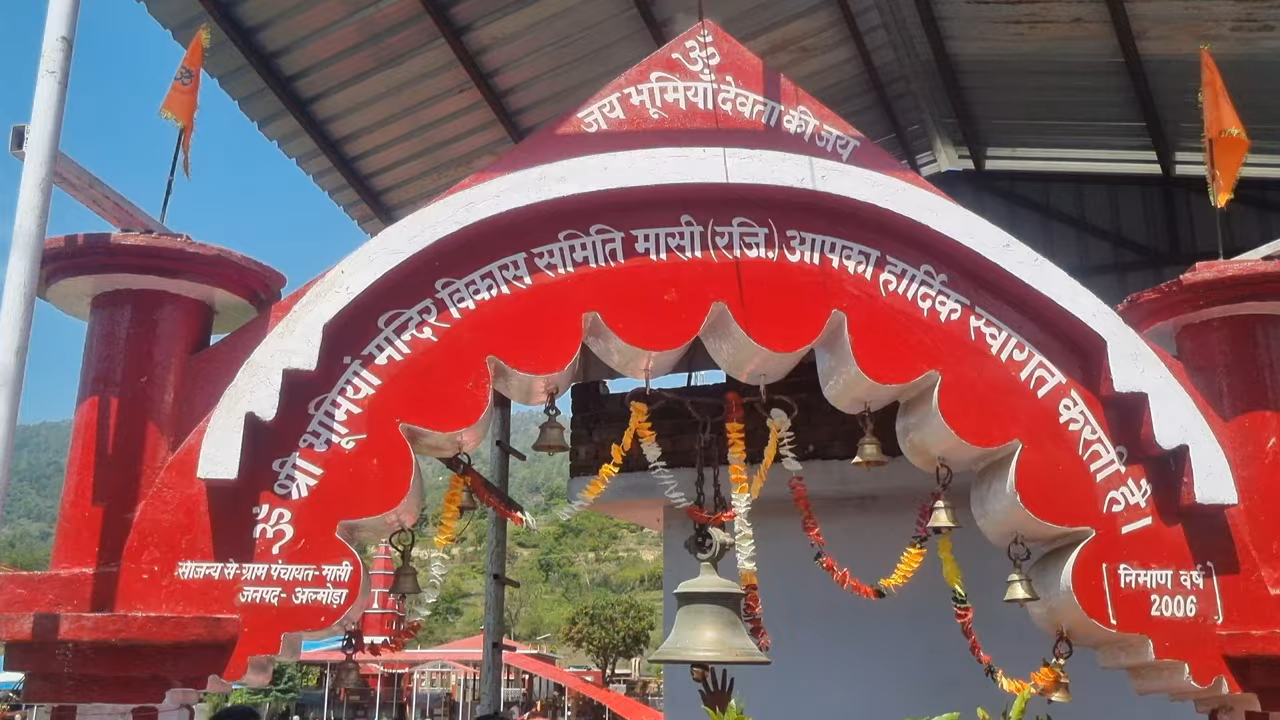 ॐ
जय भूमियाँ देवता की जय
ॐ श्री भूमियां मन्दिर विकास समिति मासी (रजि.) आपका हार्दिक स्वागत करती है।
सौजन्य से-ग्राम पंचायत-मासी
जनपद- अल्मोड़ा
निमाण वर्ष
2006